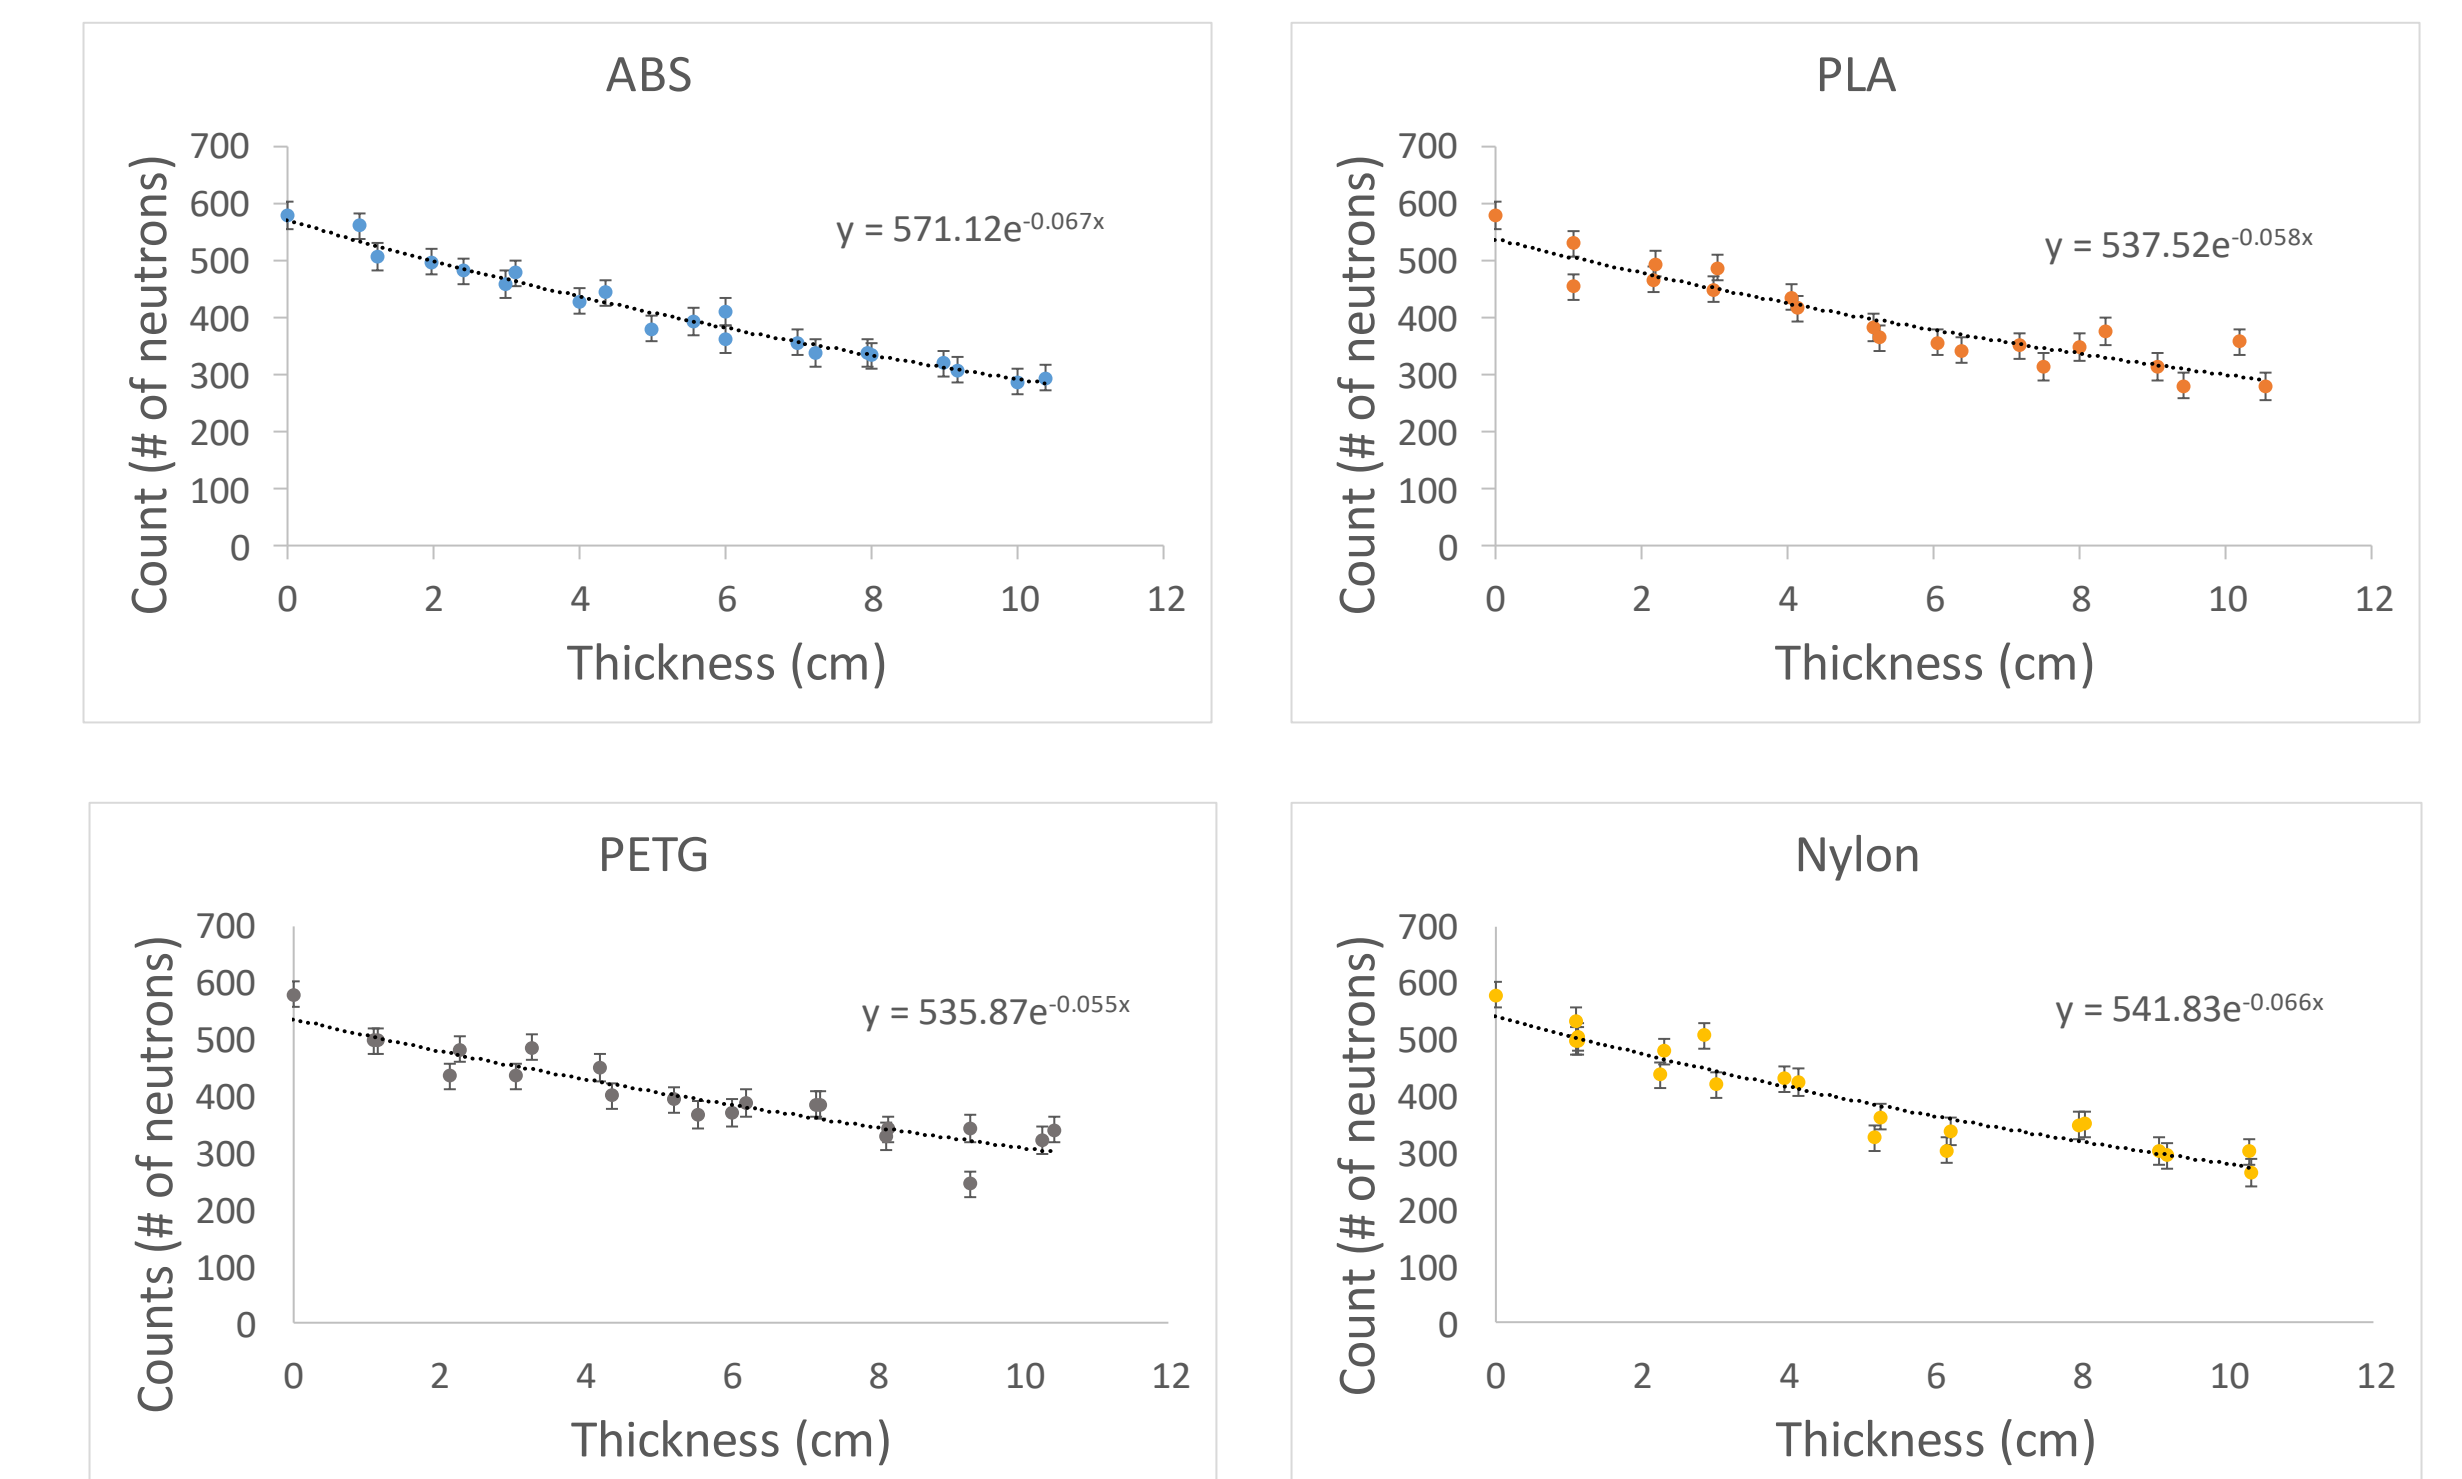 ABS
700
600
500
400
300
200
100
0
Count (# of neutrons)
y = 571.12e^-0.067x
0 2 4 6 8 10 12
Thickness (cm)
PLA
700
600
500
400
300
200
100
0
Count (# of neutrons)
y = 537.52e^-0.058x
0 2 4 6 8 10 12
Thickness (cm)
PETG
700
600
500
400
300
200
100
0
Counts (# of neutrons)
y = 535.87e^-0.055x
0 2 4 6 8 10 12
Thickness (cm)
Nylon
700
600
500
400
300
200
100
0
Count (# of neutrons)
y = 541.83e^-0.066x
0 2 4 6 8 10 12
Thickness (cm)